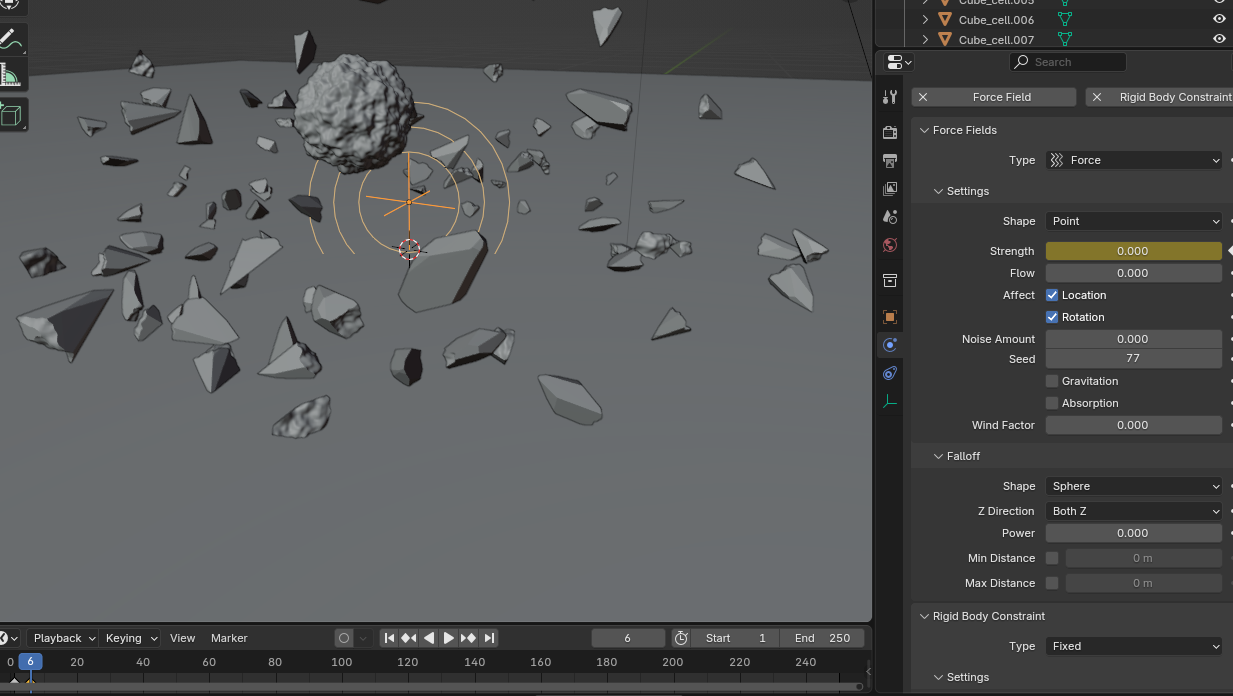 Cube_cell.005
Cube_cell.006
Cube_cell.007
Search
Force Field
Rigid Body Constraint
Force Fields
Type Force
Settings
Shape Point
Strength 0.000
Flow 0.000
Affect Location
Rotation
Noise Amount 0.000
Seed 77
Gravitation
Absorption
Wind Factor 0.000
Falloff
Shape Sphere
Z Direction Both Z
Power 0.000
Min Distance 0 m
Max Distance 0 m
Rigid Body Constraint
Type Fixed
Settings
Playback Keying View Marker 6 Start 1 End 250
0 6 20 40 60 80 100 120 140 160 180 200 220 240